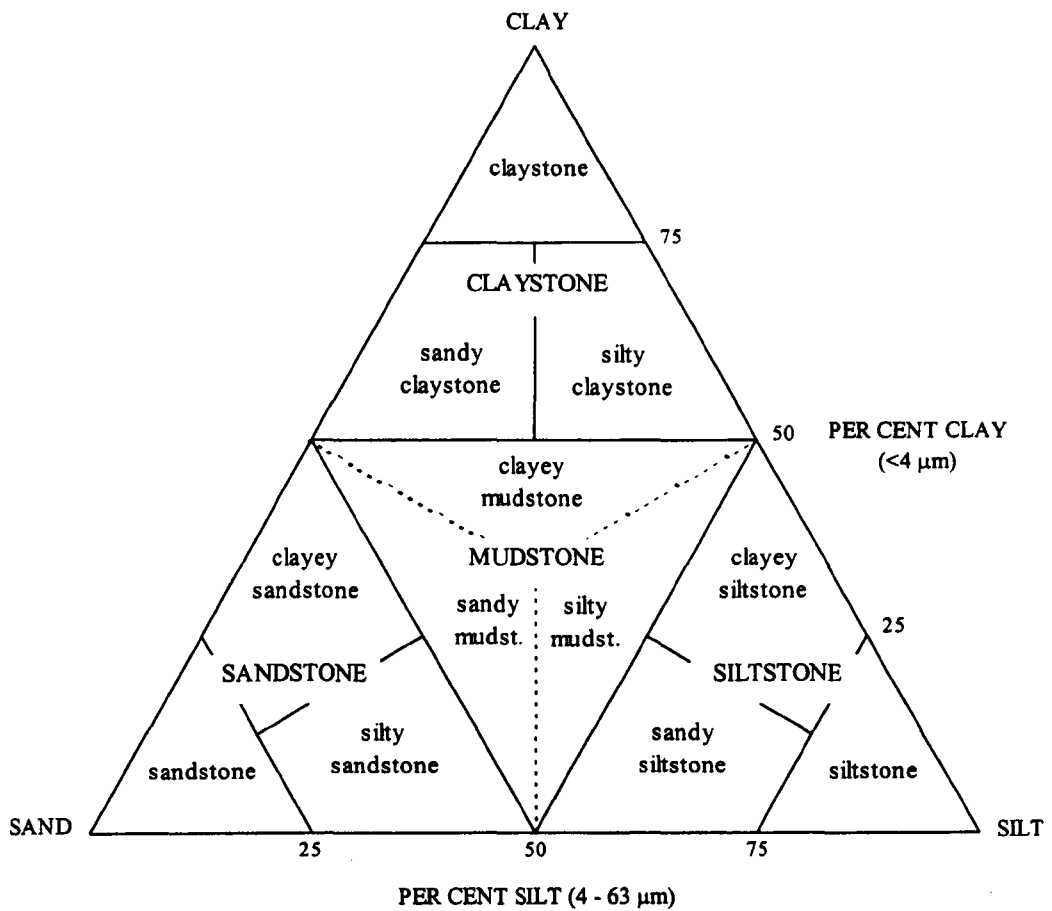 CLAY
claystone
75
CLAYSTONE
sandy
claystone
silty
claystone
50
PER CENT CLAY
(<4 μm)
clayey
mudstone
MUDSTONE
clayey
sandstone
clayey
siltstone
sandy
mudst.
silty
mudst.
25
SANDSTONE
SILTSTONE
silty
sandstone
sandy
siltstone
sandstone
siltstone
SAND
SILT
25
50
75
PER CENT SILT (4 - 63 μm)